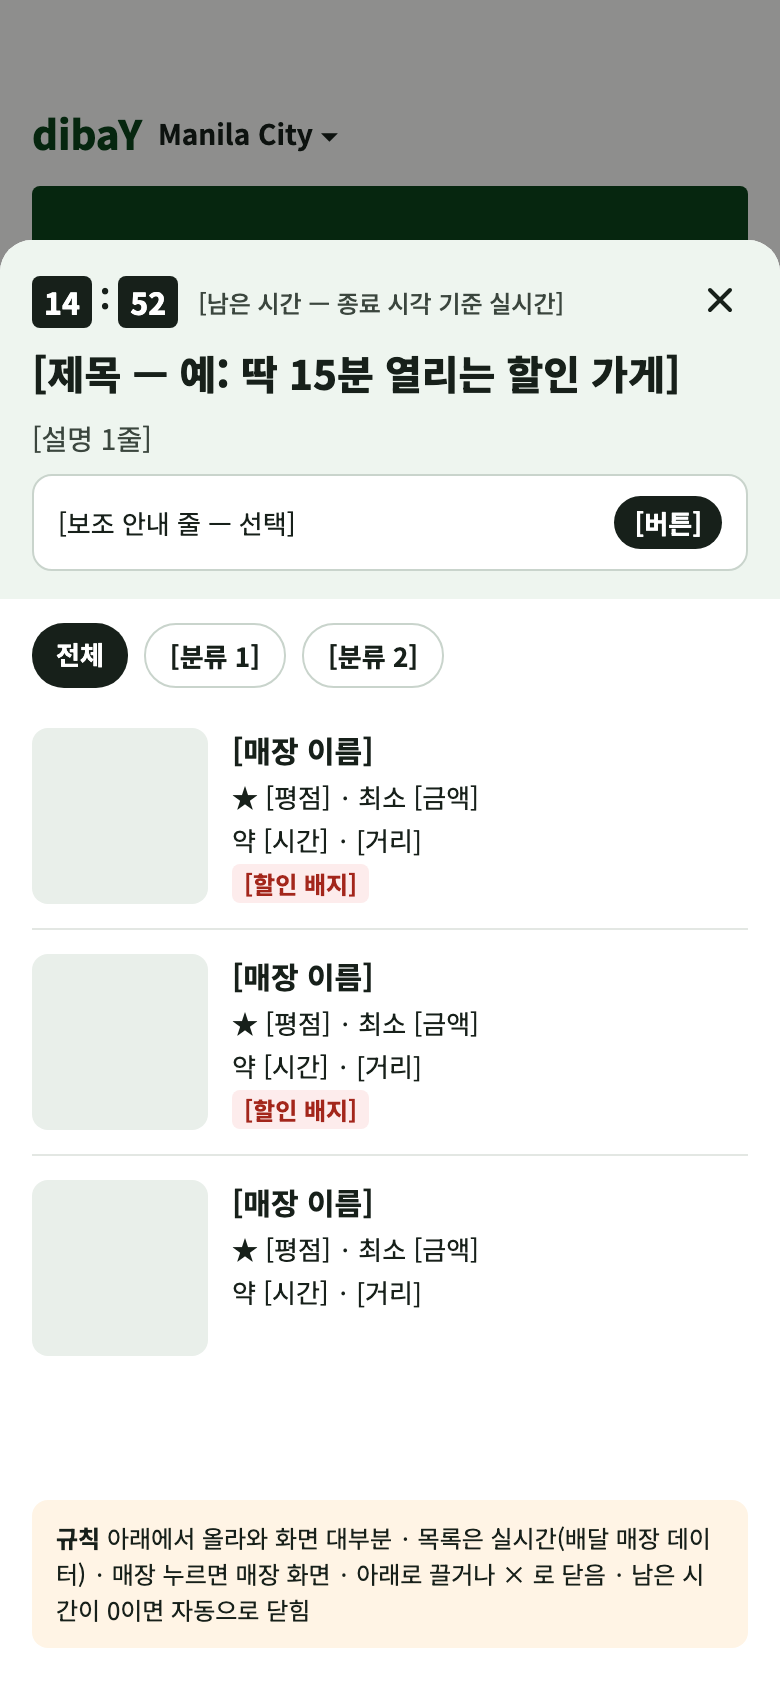 dibaY Manila City
14 : 52 [남은 시간 — 종료 시각 기준 실시간]
[제목 — 예: 딱 15분 열리는 할인 가게]
[설명 1줄]
[보조 안내 줄 — 선택] [버튼]
전체 [분류 1] [분류 2]
[매장 이름]
★ [평점] · 최소 [금액]
약 [시간] · [거리]
[할인 배지]
[매장 이름]
★ [평점] · 최소 [금액]
약 [시간] · [거리]
[할인 배지]
[매장 이름]
★ [평점] · 최소 [금액]
약 [시간] · [거리]
규칙 아래에서 올라와 화면 대부분 · 목록은 실시간(배달 매장 데이
터) · 매장 누르면 매장 화면 · 아래로 끌거나 × 로 닫음 · 남은 시
간이 0이면 자동으로 닫힘